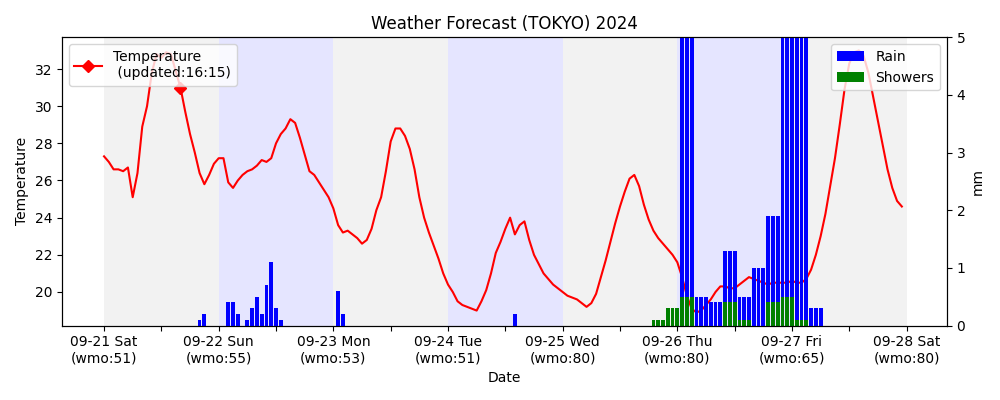 Weather Forecast (TOKYO) 2024
Temperature
(updated:16:15)
Rain
Showers
Temperature
32
30
28
26
24
22
20
5
4
3
2
1
0
mm
09-21 Sat
(wmo:51)
09-22 Sun
(wmo:55)
09-23 Mon
(wmo:53)
09-24 Tue
(wmo:51)
09-25 Wed
(wmo:80)
09-26 Thu
(wmo:80)
09-27 Fri
(wmo:65)
09-28 Sat
(wmo:80)
Date